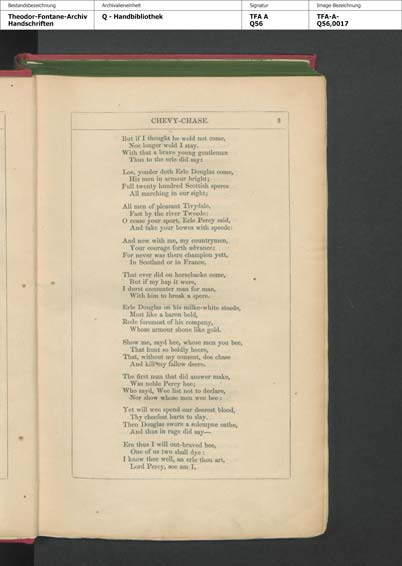 Bestandsbezeichnung
Archivalieneinheit
Signatur
Image-Bezeichnung
Theodor-Fontane-Archiv
Handschriften
Q - Handbibliothek
TFA A
Q56
TFA-A-
Q56,0017
CHEVY-CHASE. 3
But if I thought he wold not come,
Noe longer wold I stay.
With that a brave young gentleman
Thus to the erle did say:
Loe, yonder doth Erle Douglas come,
His men in armour bright;
Full twenty hundred Scottish speres
All marching in our sight;
All men of pleasant Tivydale,
Fast by the river Tweede:
O cease your sport, Erle Percy said,
And take your bowes with speede:
And now with me, my countrymen,
Your courage forth advance;
For never was there champion yett,
In Scotland or in France,
That ever did on horsebacke come,
But if my hap it were,
I durst encounter man for man,
With him to break a spere.
Erle Douglas on his milke-white steede,
Most like a baron bold,
Rode foremost of his company,
Whose armour shone like gold.
Show me, sayd hee, whose men you bee,
That hunt so boldly heere,
That, without my consent, doe chase
And kill my fallow deere.
The first man that did answer make,
Was noble Percy hee;
Who sayd, Wee list not to declare,
Nor show whose men wee bee:
Yet will wee spend our deerest blood,
Thy cheefest harts to slay.
Then Douglas swore a solempne oathe,
And thus in rage did say—
Ere thus I will out-braved bee,
One of us two shall dye:
I know thee well, an erle thou art,
Lord Percy, soe am I.